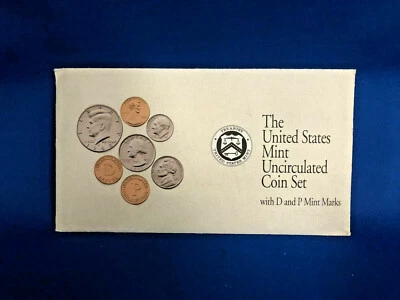 The
United States
Mint
Uncirculated
Coin Set
with D and P Mint Marks